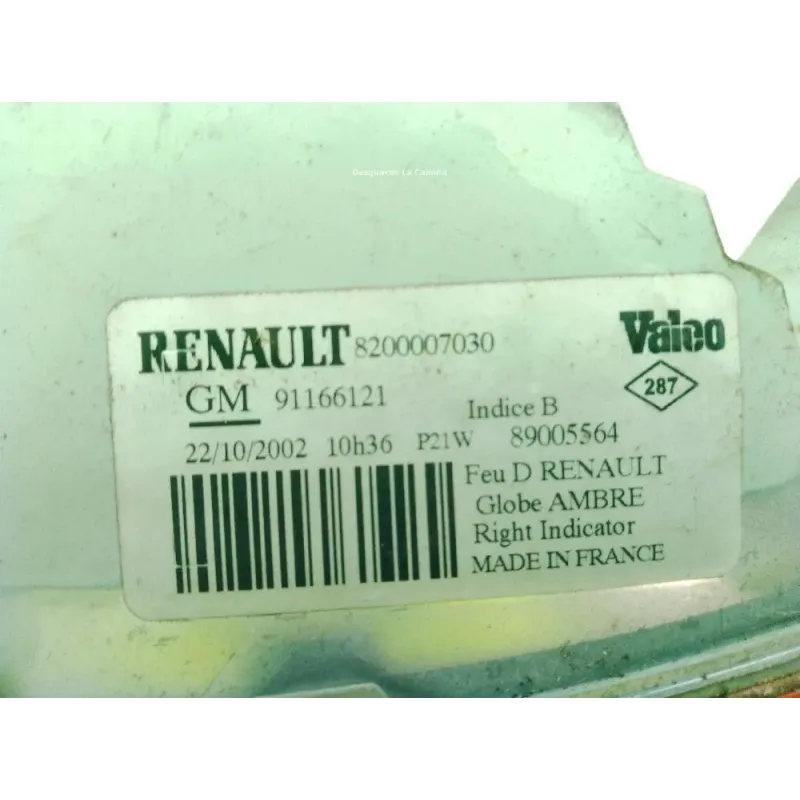 RENAULT 8200007030 Valeo
GM 91166121 287
Indice B
22/10/2002 10h36 P21W 89005564
Feu D RENAULT
Globe AMBRE
Right Indicator
MADE IN FRANCE